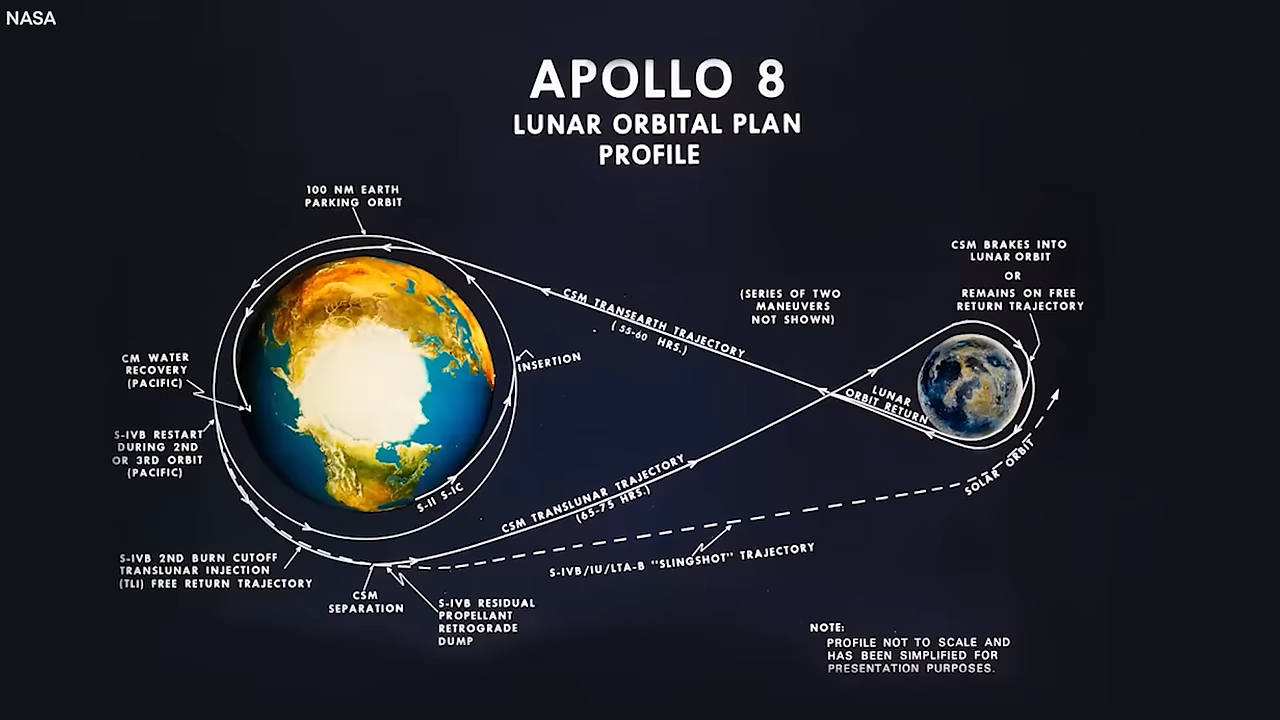 NASA
APOLLO 8
LUNAR ORBITAL PLAN
PROFILE
100 NM EARTH
PARKING ORBIT
CSM BRAKES INTO
LUNAR ORBIT
OR
REMAINS ON FREE
RETURN TRAJECTORY
(SERIES OF TWO
MANEUVERS
NOT SHOWN)
CSM TRANSEARTH TRAJECTORY
(55-60 HRS.)
INSERTION
CM WATER
RECOVERY
(PACIFIC)
LUNAR
ORBIT RETURN
S-IVB RESTART
DURING 2ND
OR 3RD ORBIT
(PACIFIC)
S-II S-IC
CSM TRANSLUNAR TRAJECTORY
(65-75 HRS.)
SOLAR ORBIT
S-IVB/IU/LTA-B "SLINGSHOT" TRAJECTORY
S-IVB 2ND BURN CUTOFF
TRANSLUNAR INJECTION
(TLI) FREE RETURN TRAJECTORY
CSM
SEPARATION
S-IVB RESIDUAL
PROPELLANT
RETROGRADE
DUMP
NOTE:
PROFILE NOT TO SCALE AND
HAS BEEN SIMPLIFIED FOR
PRESENTATION PURPOSES.